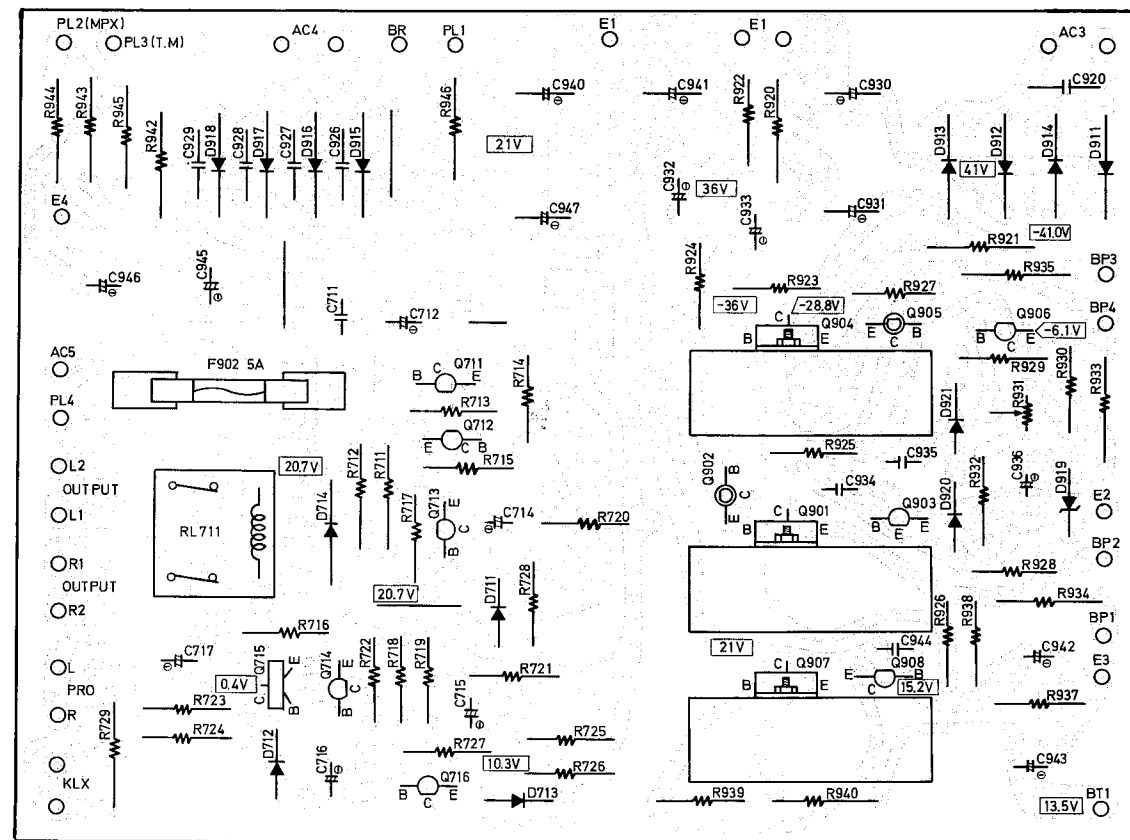 PL2(MPX)
PL3(T.M)
AC4
BR
PL1
E1
E1
AC3
R944
R943
R945
R942
C929
D918
C928
D917
C927
D916
C926
D915
R946
C940
C941
R922
R920
C930
C920
21V
D913
D912
D914
D911
41V
C932
36V
E4
C947
C933
C931
-41.0V
R921
BP3
C946
C945
R924
R923
R927
R935
C711
C712
-36V
-28.8V
C
Q904
B
E
Q905
B
E
C
Q906
B
E
C
-6.1V
BP4
AC5
F902 5A
Q711
C
B
E
R714
R929
R930
R931
R933
PL4
R713
Q712
E
C
B
D921
L2
20.7V
R712
R711
R715
R925
C935
OUTPUT
D714
R717
Q713
E
C
B
Q902
B
C
E
C934
R932
C936
D919
L1
RL711
C714
R720
C
Q901
B
E
Q903
B
C
E
D920
E2
R1
OUTPUT
20.7V
D711
R728
BP2
R928
R2
R934
R716
R926
R938
BP1
C717
Q715
E
C
B
Q714
E
C
B
R722
R718
R719
21V
C944
C942
L
0.4V
R721
C
Q907
B
E
Q908
E
C
B
15.2V
E3
PRO
R723
C715
R937
R
R729
R724
D712
C716
R727
R725
10.3V
R726
C943
KLX
Q716
B
C
E
D713
R939
R940
13.5V
BT1